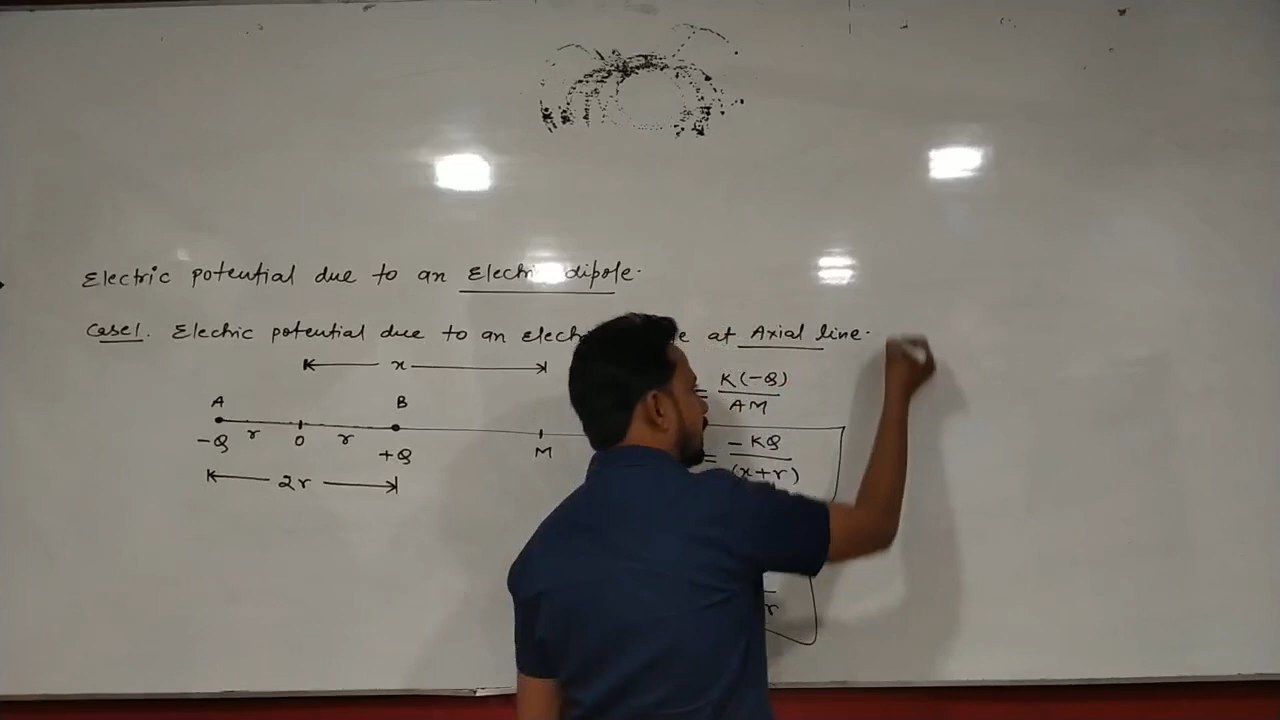 Electric potential due to an Electric dipole.
Case1. Electric potential due to an elect at Axial line.
x
A B
-Q r O r +Q M
2r
= K(-Q) / AM
= -KQ / (x+r)
r